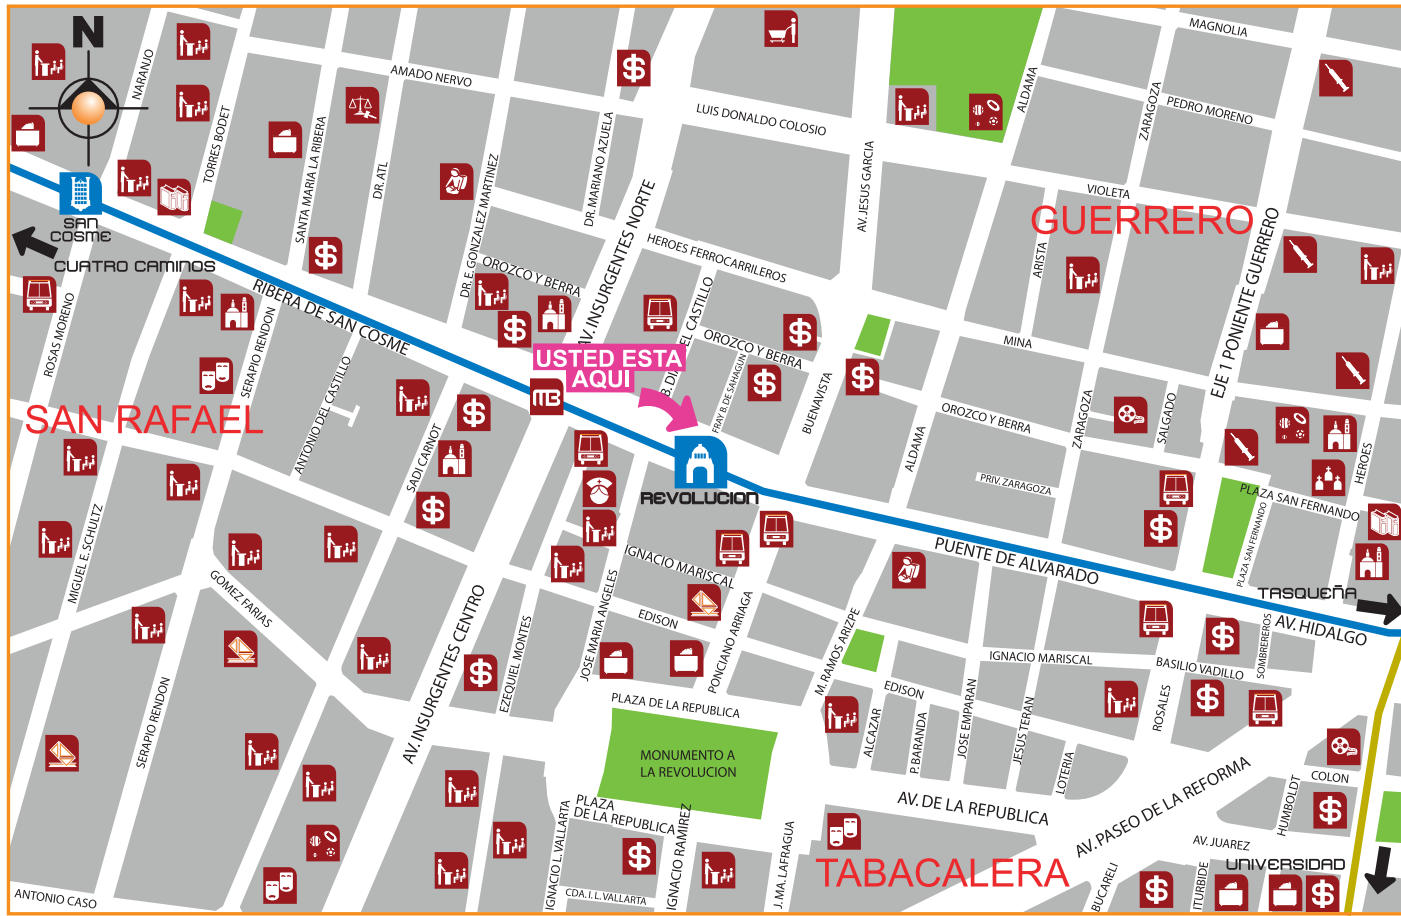 N
NARANJO
TORRES BODET
AMADO NERVO
SANTA MARIA LA RIBERA
DR. ATL
DR. E. GONZALEZ MARTINEZ
DR. MARIANO AZUELA
LUIS DONALDO COLOSIO
AV. JESUS GARCIA
ALDAMA
ZARAGOZA
MAGNOLIA
PEDRO MORENO
VIOLETA
GUERRERO
ARISTA
EJE 1 PONIENTE GUERRERO
SAN
COSME
CUATRO CAMINOS
RIBERA DE SAN COSME
OROZCO Y BERRA
AV. INSURGENTES NORTE
HEROES FERROCARRILEROS
OROZCO Y BERRA
USTED ESTA
AQUI
FRAY B. DE SAHAGUN
BUENAVISTA
MINA
OROZCO Y BERRA
ALDAMA
ZARAGOZA
SALGADO
PRIV. ZARAGOZA
HEROES
PLAZA SAN FERNANDO
PLAZA SAN FERNANDO
ROSAS MORENO
SERAPIO RENDON
ANTONIO DEL CASTILLO
SADI CARNOT
SAN RAFAEL
MIGUEL E. SCHULTZ
GOMEZ FARIAS
SERAPIO RENDON
ANTONIO CASO
REVOLUCION
PUENTE DE ALVARADO
TASQUEÑA
AV. HIDALGO
AV. INSURGENTES CENTRO
EZEQUIEL MONTES
JOSE MARIA ANGELES
IGNACIO MARISCAL
EDISON
PONCIANO ARRIAGA
M. RAMOS ARIZPE
IGNACIO MARISCAL
BASILIO VADILLO
SOMBREREROS
EDISON
ALCAZAR
P. BARANDA
JOSE EMPARAN
JESUS TERAN
LOTERIA
ROSALES
PLAZA DE LA REPUBLICA
MONUMENTO A
LA REVOLUCION
PLAZA
DE LA REPUBLICA
IGNACIO L. VALLARTA
CDA. I. L. VALLARTA
IGNACIO RAMIREZ
J. MA. LAFRAGUA
AV. DE LA REPUBLICA
AV. PASEO DE LA REFORMA
TABACALERA
BUCARELI
ITURBIDE
AV. JUAREZ
HUMBOLDT
COLON
UNIVERSIDAD